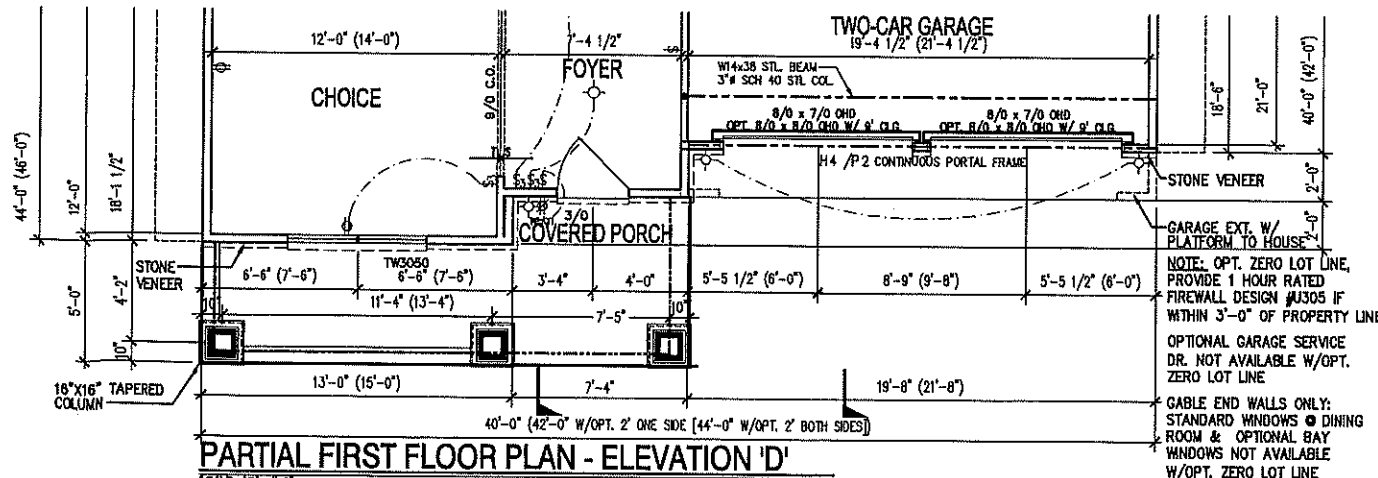 TWO-CAR GARAGE
12'-0" (14'-0")
7'-4 1/2"
19'-4 1/2" (21'-4 1/2")
FOYER
W14x38 STL. BEAM
3"ø SCH 40 STL COL.
CHOICE
9/0 C.O.
8/0 x 7/0 OHD
OPT. 8/0 x 8/0 OHD W/ 9' CLG.
8/0 x 7/0 OHD
OPT. 8/0 x 8/0 OHD W/ 9' CLG.
18'-6"
21'-0"
40'-0" (42'-0")
H4 /P2 CONTINUOUS PORTAL FRAME
STONE VENEER
2'-0"
2'-0"
44'-0" (46'-0")
12'-0"
18'-1 1/2"
3/0
COVERED PORCH
GARAGE EXT. W/
PLATFORM TO HOUSE
STONE
VENEER
TW3050
6'-6" (7'-6")
6'-6" (7'-6")
3'-4"
4'-0"
5'-5 1/2" (6'-0")
8'-9" (9'-8")
5'-5 1/2" (6'-0")
NOTE: OPT. ZERO LOT LINE,
PROVIDE 1 HOUR RATED
FIREWALL DESIGN #U305 IF
WITHIN 3'-0" OF PROPERTY LINE
5'-0"
4'-2"
10"
10"
11'-4" (13'-4")
7'-5"
10"
OPTIONAL GARAGE SERVICE
DR. NOT AVAILABLE W/OPT.
ZERO LOT LINE
16"X16" TAPERED
COLUMN
13'-0" (15'-0")
7'-4"
19'-8" (21'-8")
GABLE END WALLS ONLY:
STANDARD WINDOWS @ DINING
ROOM & OPTIONAL BAY
WINDOWS NOT AVAILABLE
W/OPT. ZERO LOT LINE
40'-0" (42'-0" W/OPT. 2' ONE SIDE [44'-0" W/OPT. 2' BOTH SIDES])
PARTIAL FIRST FLOOR PLAN - ELEVATION 'D'